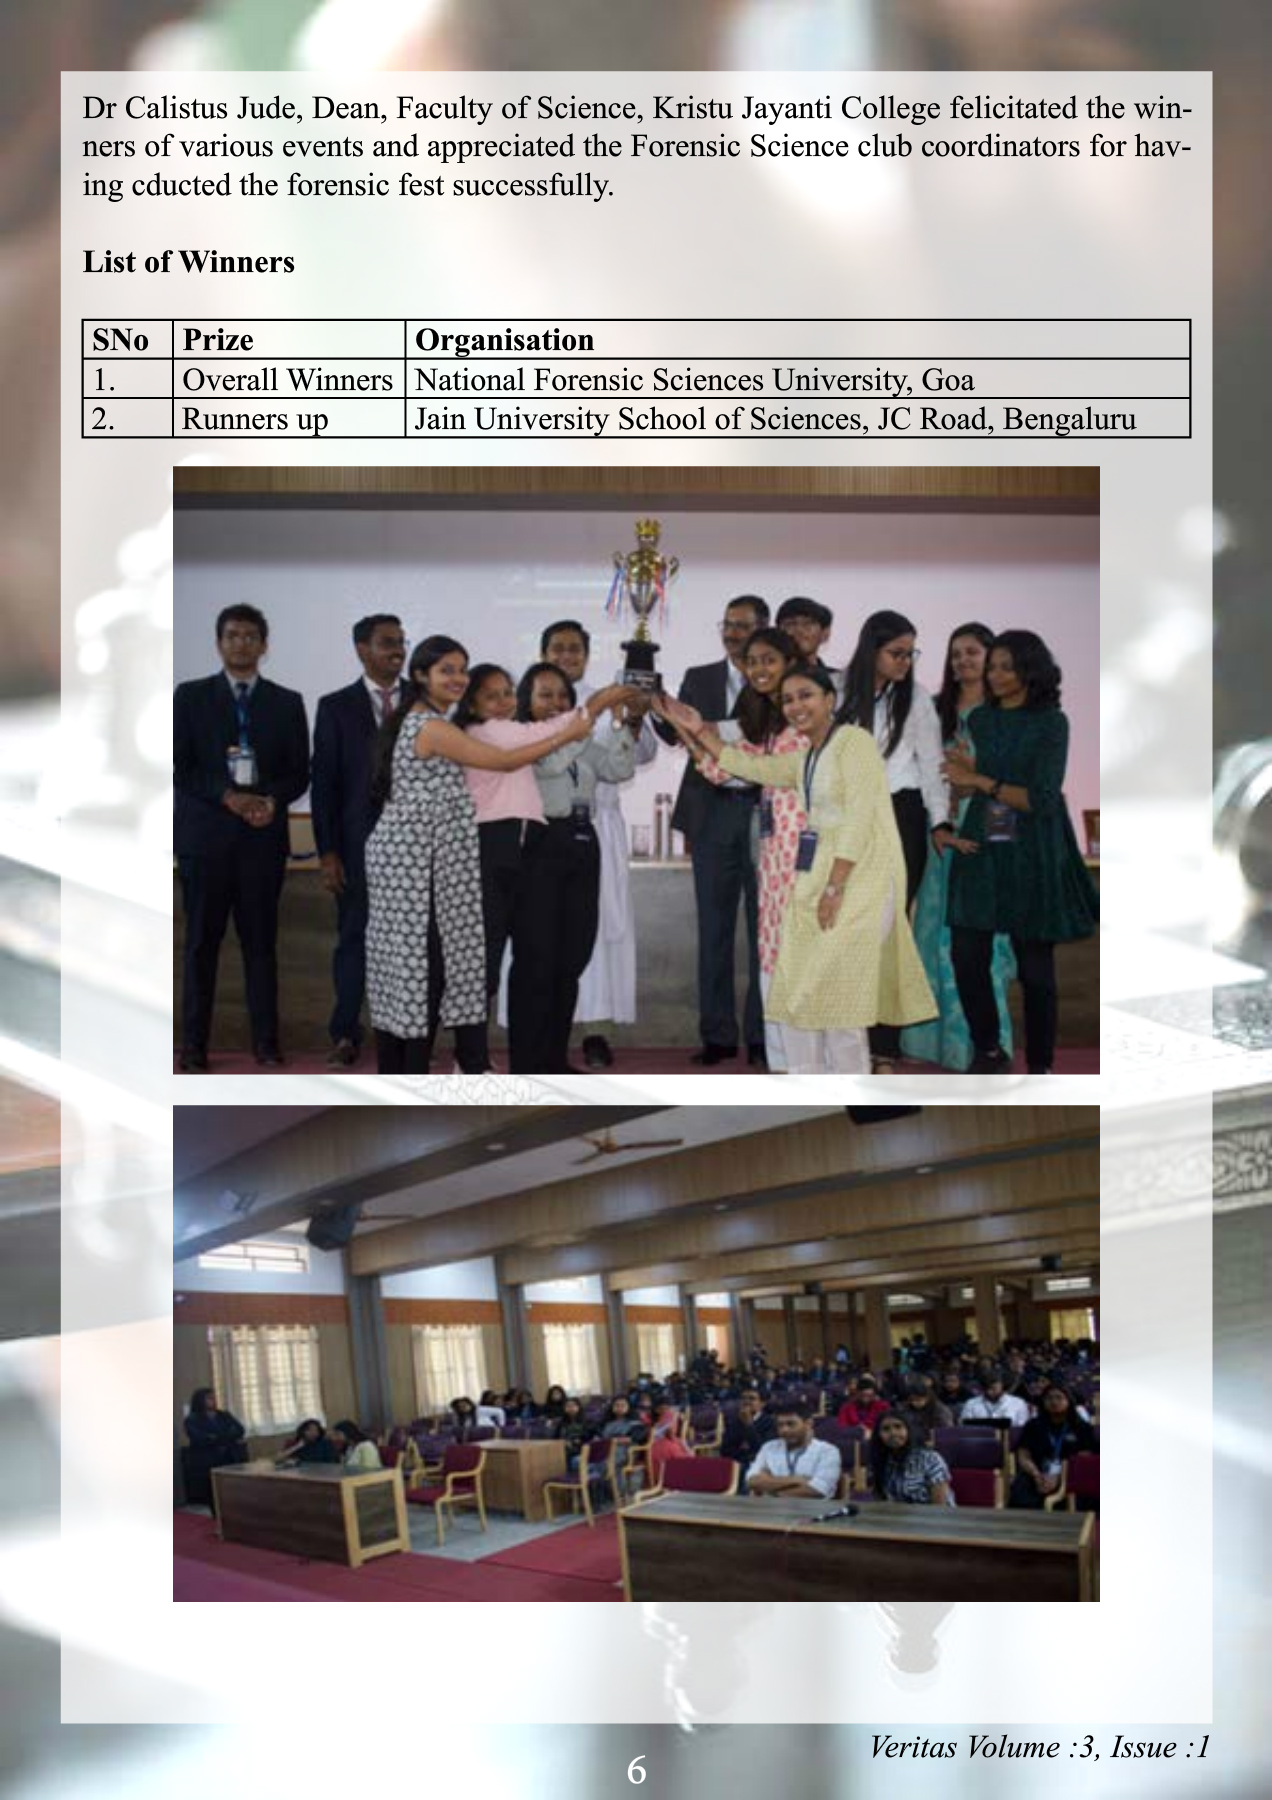 Dr Calistus Jude, Dean, Faculty of Science, Kristu Jayanti College felicitated the win-
ners of various events and appreciated the Forensic Science club coordinators for hav-
ing cducted the forensic fest successfully.
List of Winners
SNo Prize Organisation
1. Overall Winners National Forensic Sciences University, Goa
2. Runners up Jain University School of Sciences, JC Road, Bengaluru
Veritas Volume :3, Issue :1
6